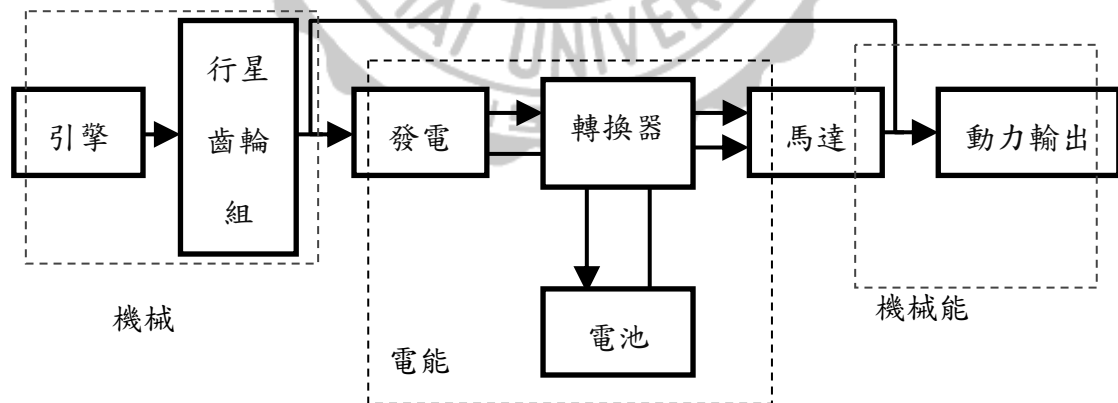 行星
齒輪
組
引擎
發電
轉換器
馬達
動力輸出
機械
電能
電池
機械能